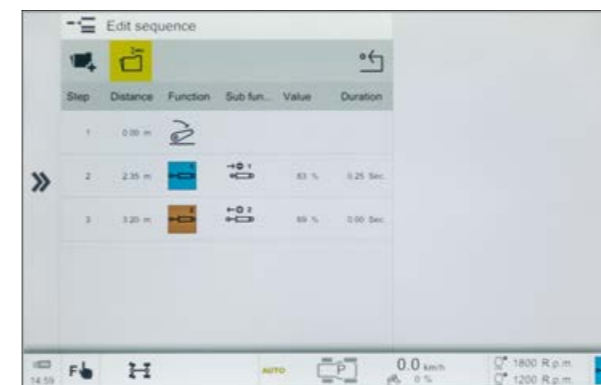 Edit sequence
Step Distance Function Sub fun... Value Duration
1 0.00 m
2 2.35 m 1 83 % 0.25 Sec.
3 3.20 m 2 69 % 0.00 Sec.
14:59 F AUTO P 0.0 km/h 0 % 1800 R.p.m.
1200 R.p.m.